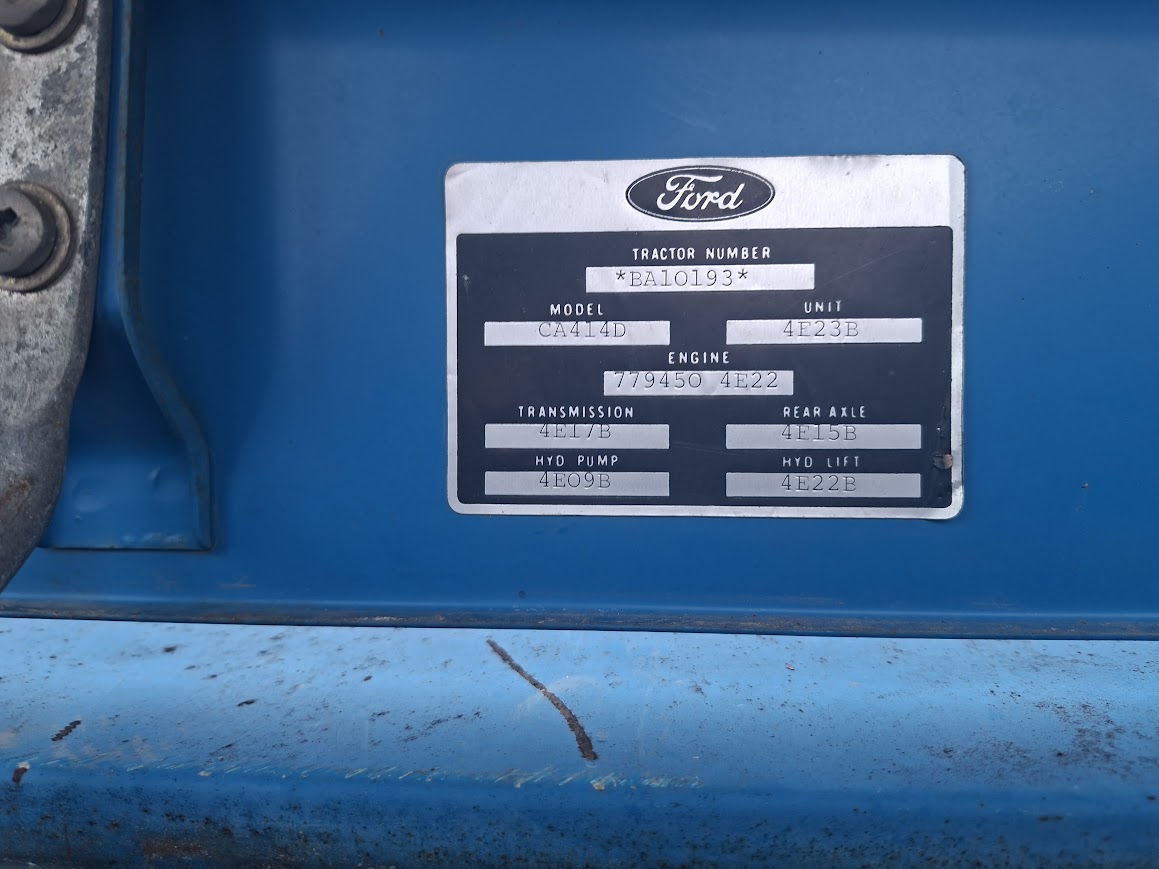 Ford
TRACTOR NUMBER
*BA10193*
MODEL UNIT
CA414D 4E23B
ENGINE
779450 4E22
TRANSMISSION REAR AXLE
4E17B 4E15B
HYD PUMP HYD LIFT
4E09B 4E22B